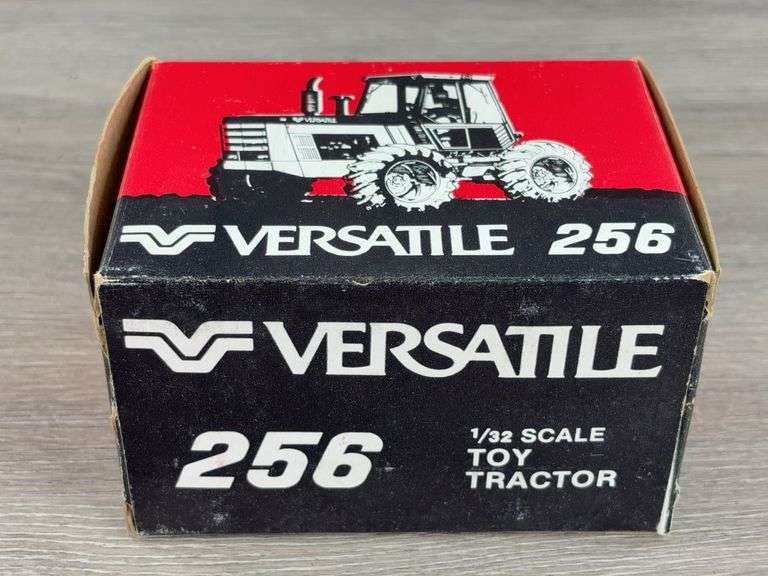 VERSATILE
VERSATILE 256
VERSATILE
256
1/32 SCALE
TOY
TRACTOR